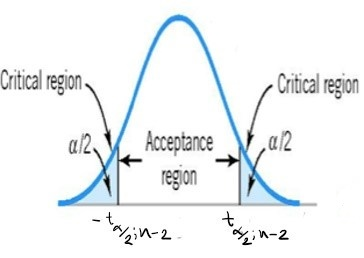 Critical region
Critical region
α/2
Acceptance
region
α/2
-t α/2; n-2
t α/2; n-2